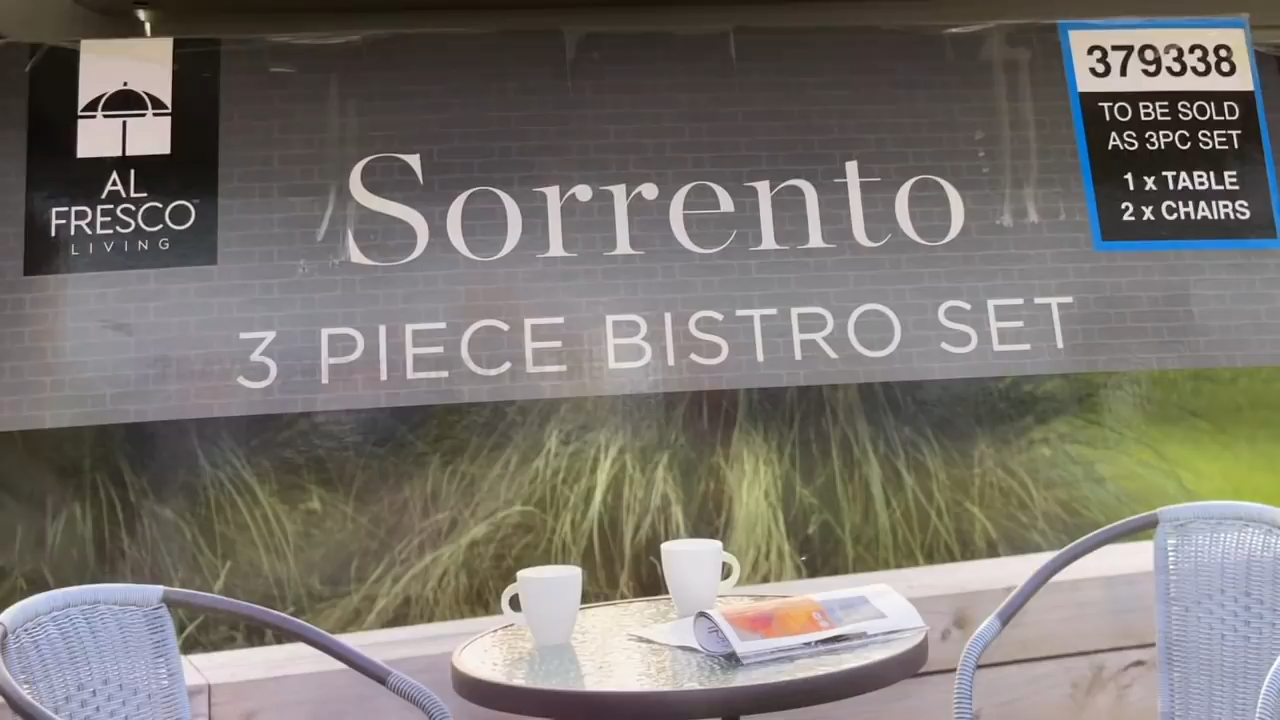 AL
FRESCO
LIVING
Sorrento
3 PIECE BISTRO SET
379338
TO BE SOLD
AS 3PC SET
1 x TABLE
2 x CHAIRS